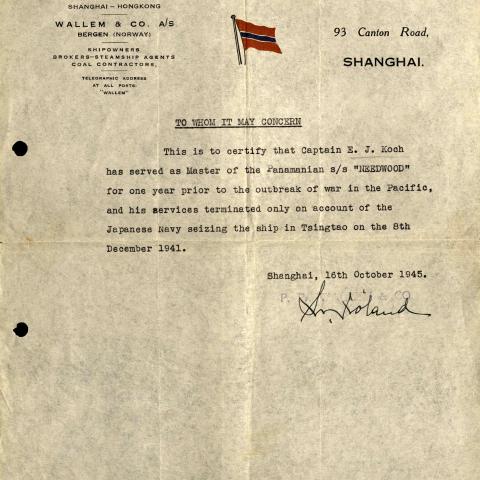 SHANGHAI – HONGKONG
WALLEM & CO. A/S
BERGEN (NORWAY)
SHIPOWNERS
BROKERS-STEAMSHIP AGENTS
COAL CONTRACTORS.
TELEGRAPHIC ADDRESS
AT ALL PORTS:
"WALLEM"
93 Canton Road,
SHANGHAI.
TO WHOM IT MAY CONCERN
This is to certify that Captain E. J. Koch
has served as Master of the Panamanian s/s "NEEDWOOD"
for one year prior to the outbreak of war in the Pacific,
and his services terminated only on account of the
Japanese Navy seizing the ship in Tsingtao on the 8th
December 1941.
Shanghai, 16th October 1945.